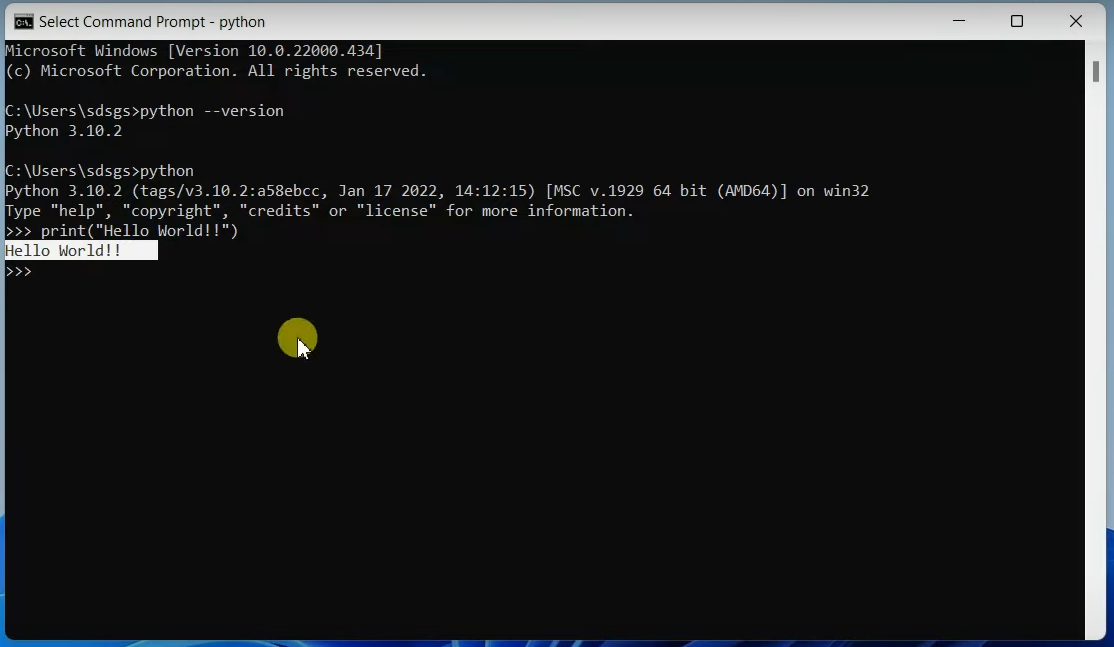 Select Command Prompt - python
Microsoft Windows [Version 10.0.22000.434]
(c) Microsoft Corporation. All rights reserved.
C:\Users\sdsgs>python --version
Python 3.10.2
C:\Users\sdsgs>python
Python 3.10.2 (tags/v3.10.2:a58ebcc, Jan 17 2022, 14:12:15) [MSC v.1929 64 bit (AMD64)] on win32
Type "help", "copyright", "credits" or "license" for more information.
>>> print("Hello World!!")
Hello World!!
>>>